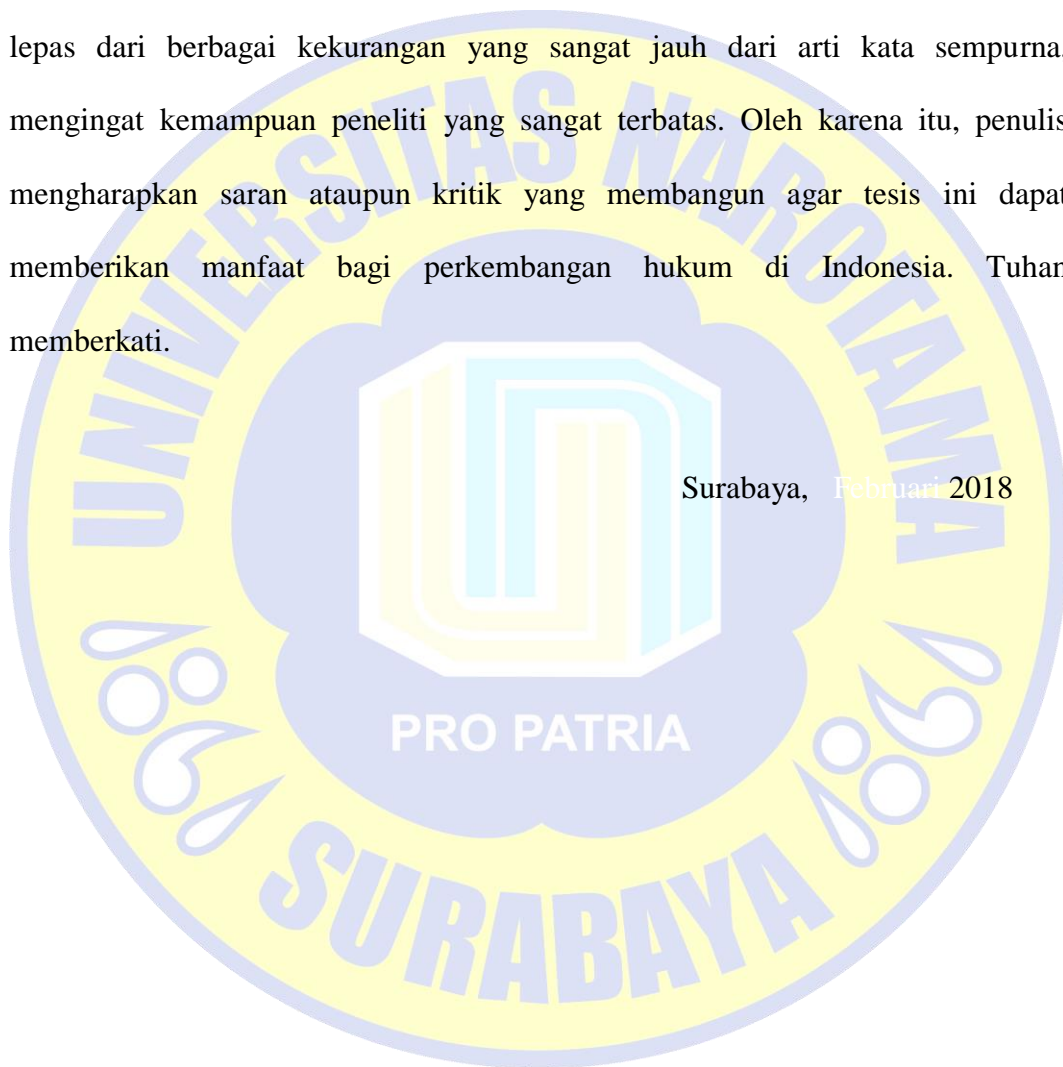 lepas dari berbagai kekurangan yang sangat jauh dari arti kata sempurna,
mengingat kemampuan peneliti yang sangat terbatas. Oleh karena itu, penulis
mengharapkan saran ataupun kritik yang membangun agar tesis ini dapat
memberikan manfaat bagi perkembangan hukum di Indonesia. Tuhan
memberkati.
Surabaya, Februari 2018
UNIVERSITAS NAROTAMA
PRO PATRIA
SURABAYA